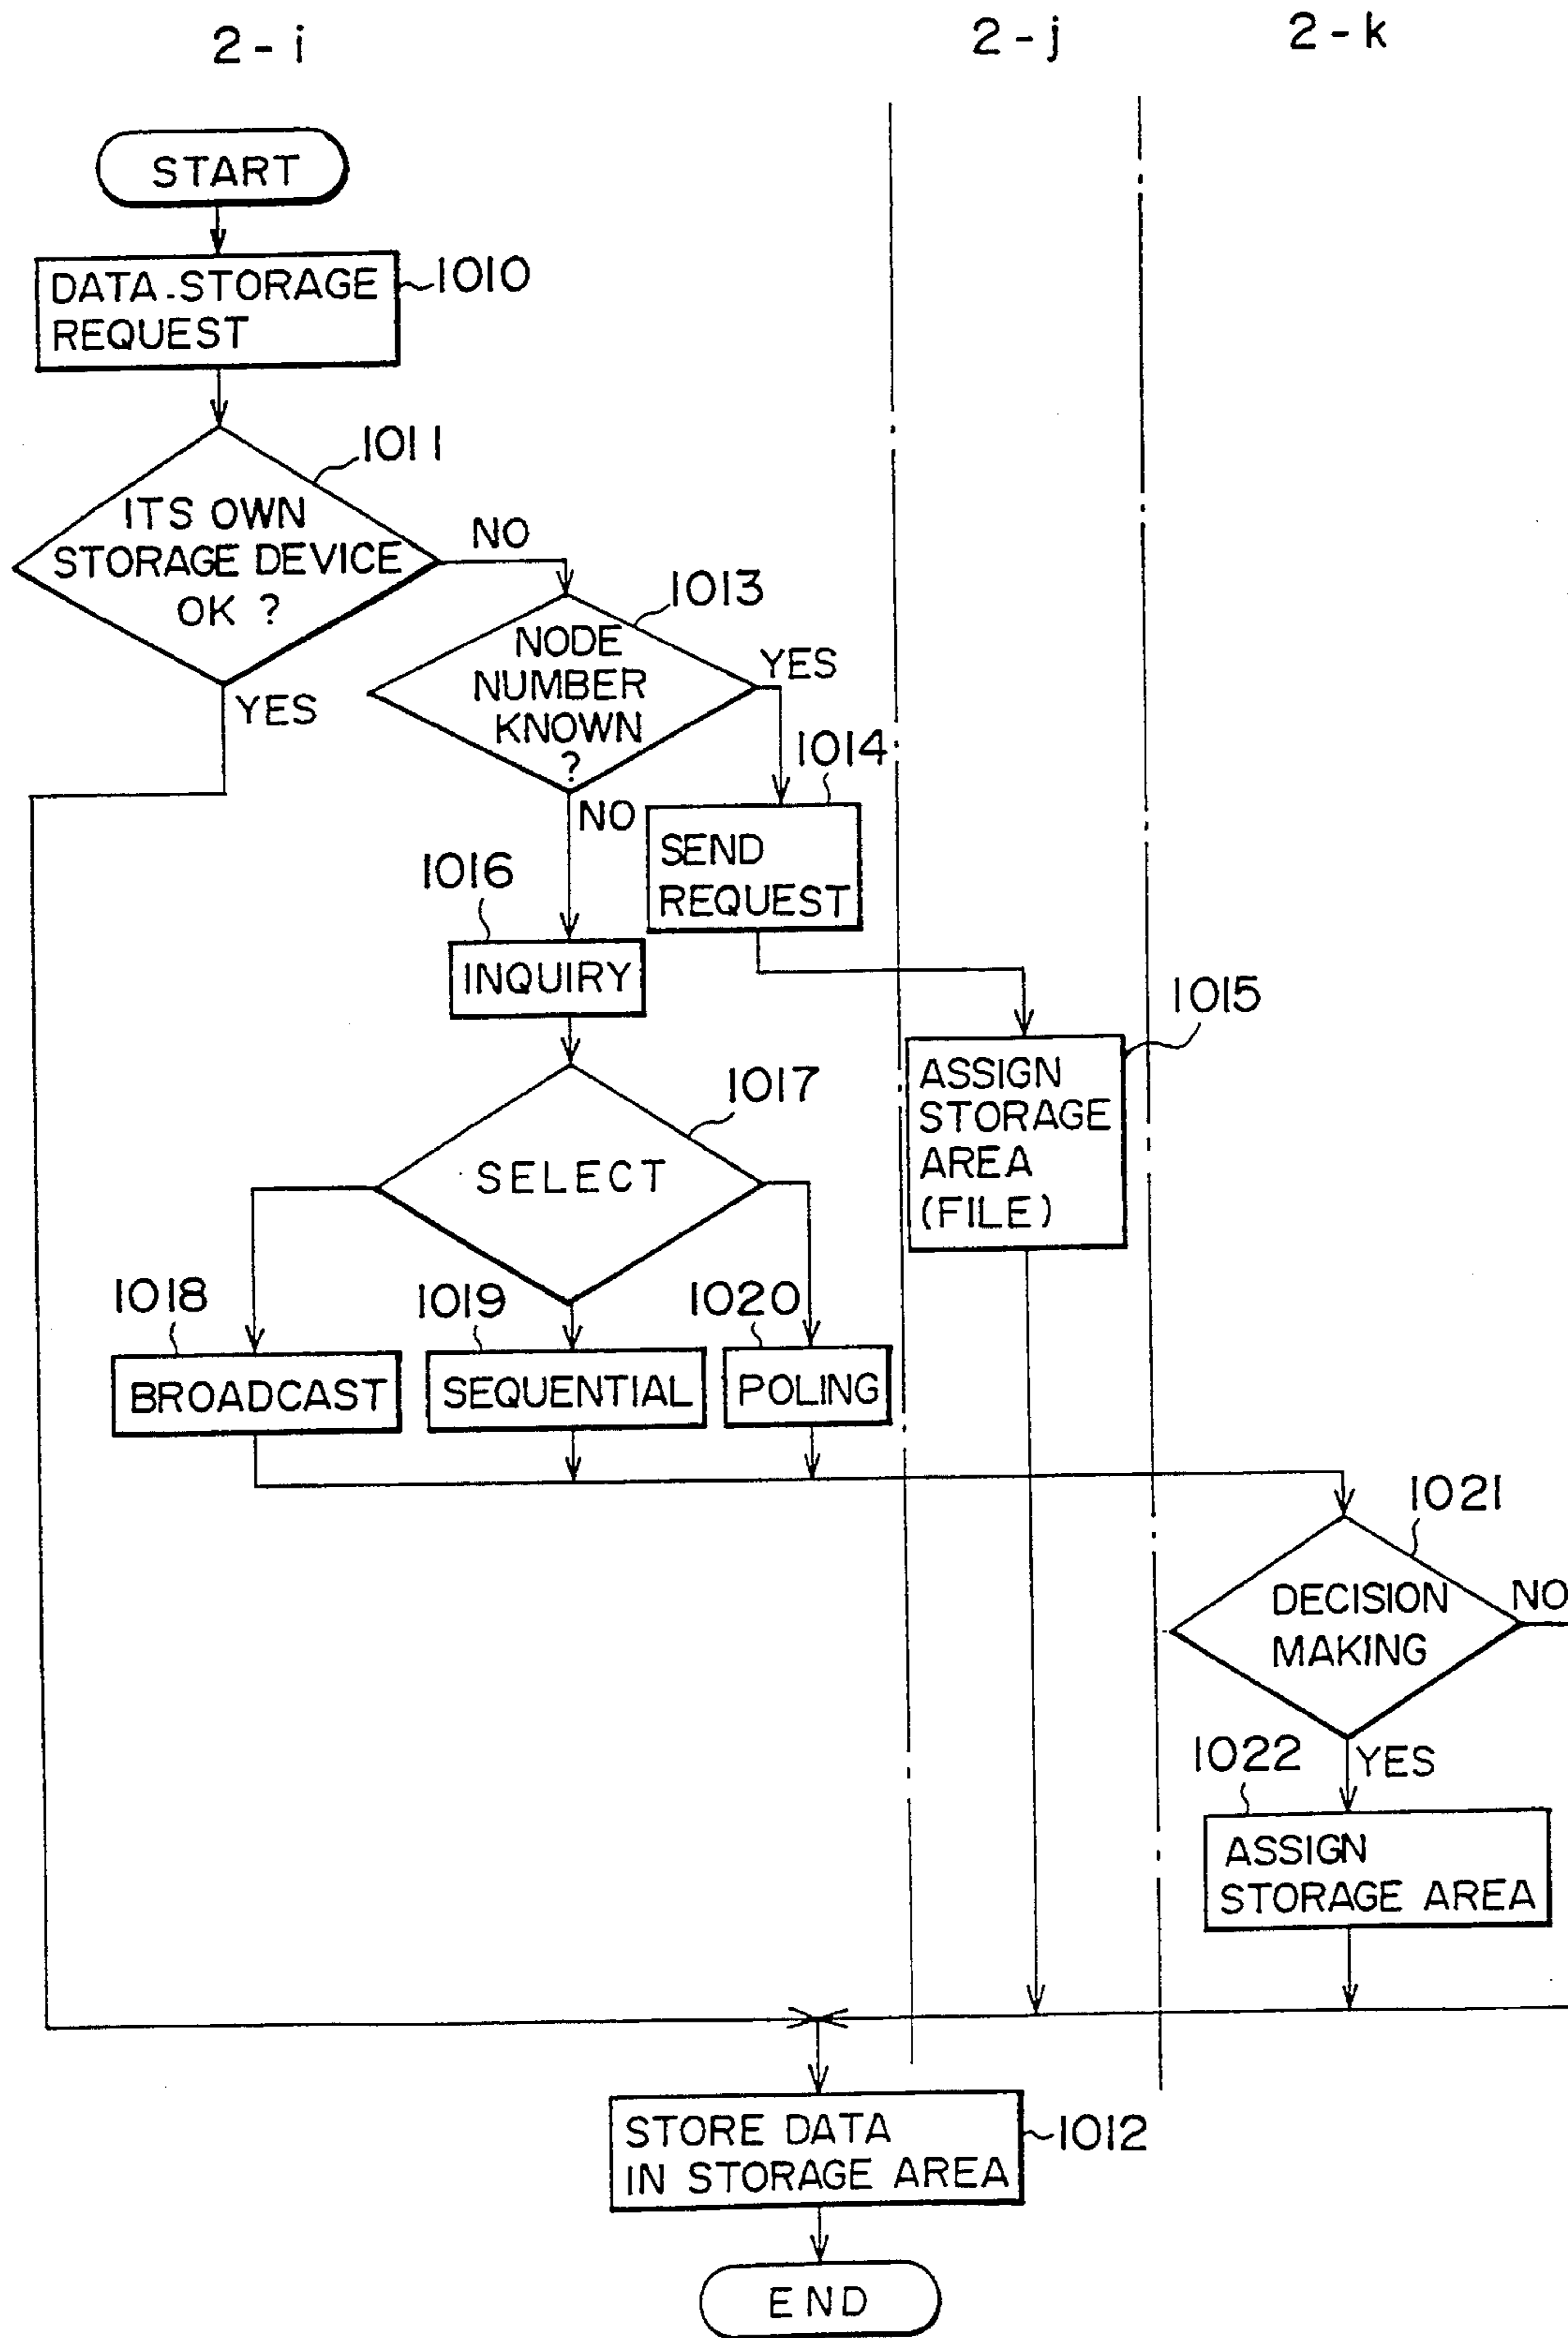 2-i
2-j
2-k
START
DATA-STORAGE
REQUEST
1010
1011
ITS OWN
STORAGE DEVICE
OK ?
NO
YES
1013
NODE
NUMBER
KNOWN
?
YES
NO
1014
SEND
REQUEST
1016
INQUIRY
1015
ASSIGN
STORAGE
AREA
(FILE)
1017
SELECT
1018
BROADCAST
1019
SEQUENTIAL
1020
POLING
1021
DECISION
MAKING
NO
YES
1022
ASSIGN
STORAGE AREA
STORE DATA
IN STORAGE AREA
1012
END